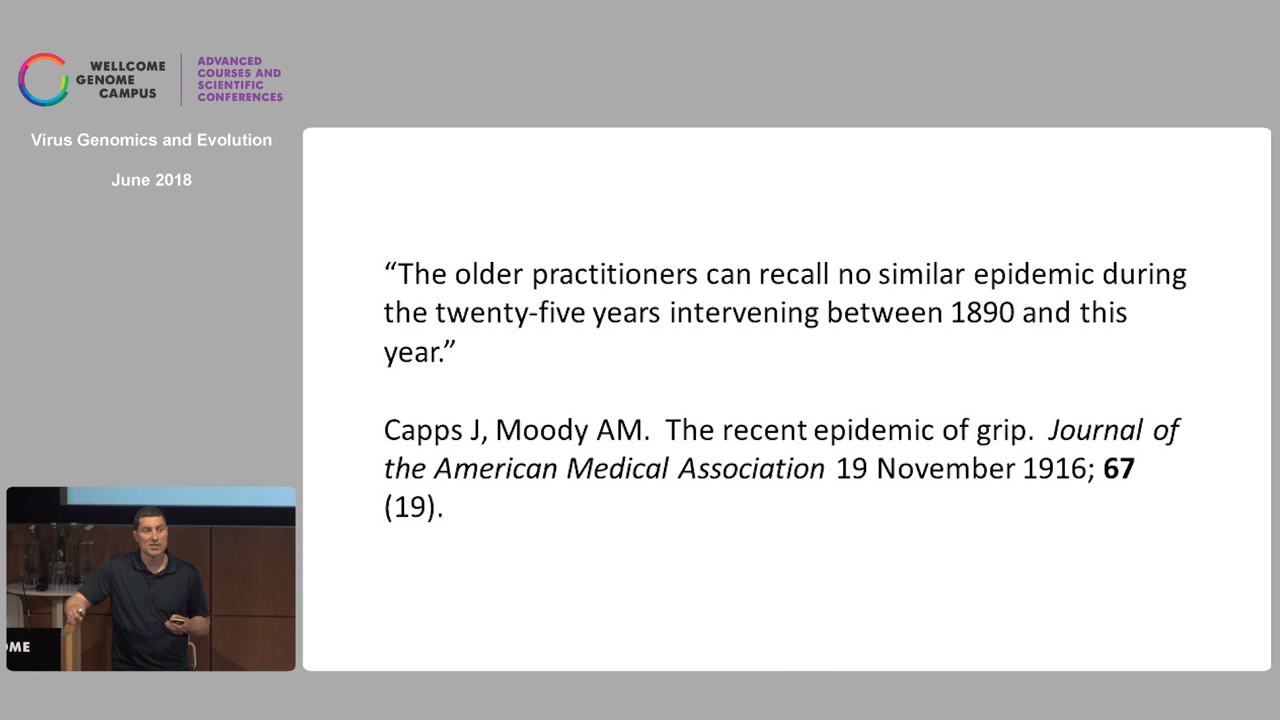 WELLCOME
GENOME
CAMPUS
ADVANCED
COURSES AND
SCIENTIFIC
CONFERENCES
Virus Genomics and Evolution
June 2018
“The older practitioners can recall no similar epidemic during
the twenty-five years intervening between 1890 and this
year.”
Capps J, Moody AM. The recent epidemic of grip. Journal of
the American Medical Association 19 November 1916; 67
(19).
OME